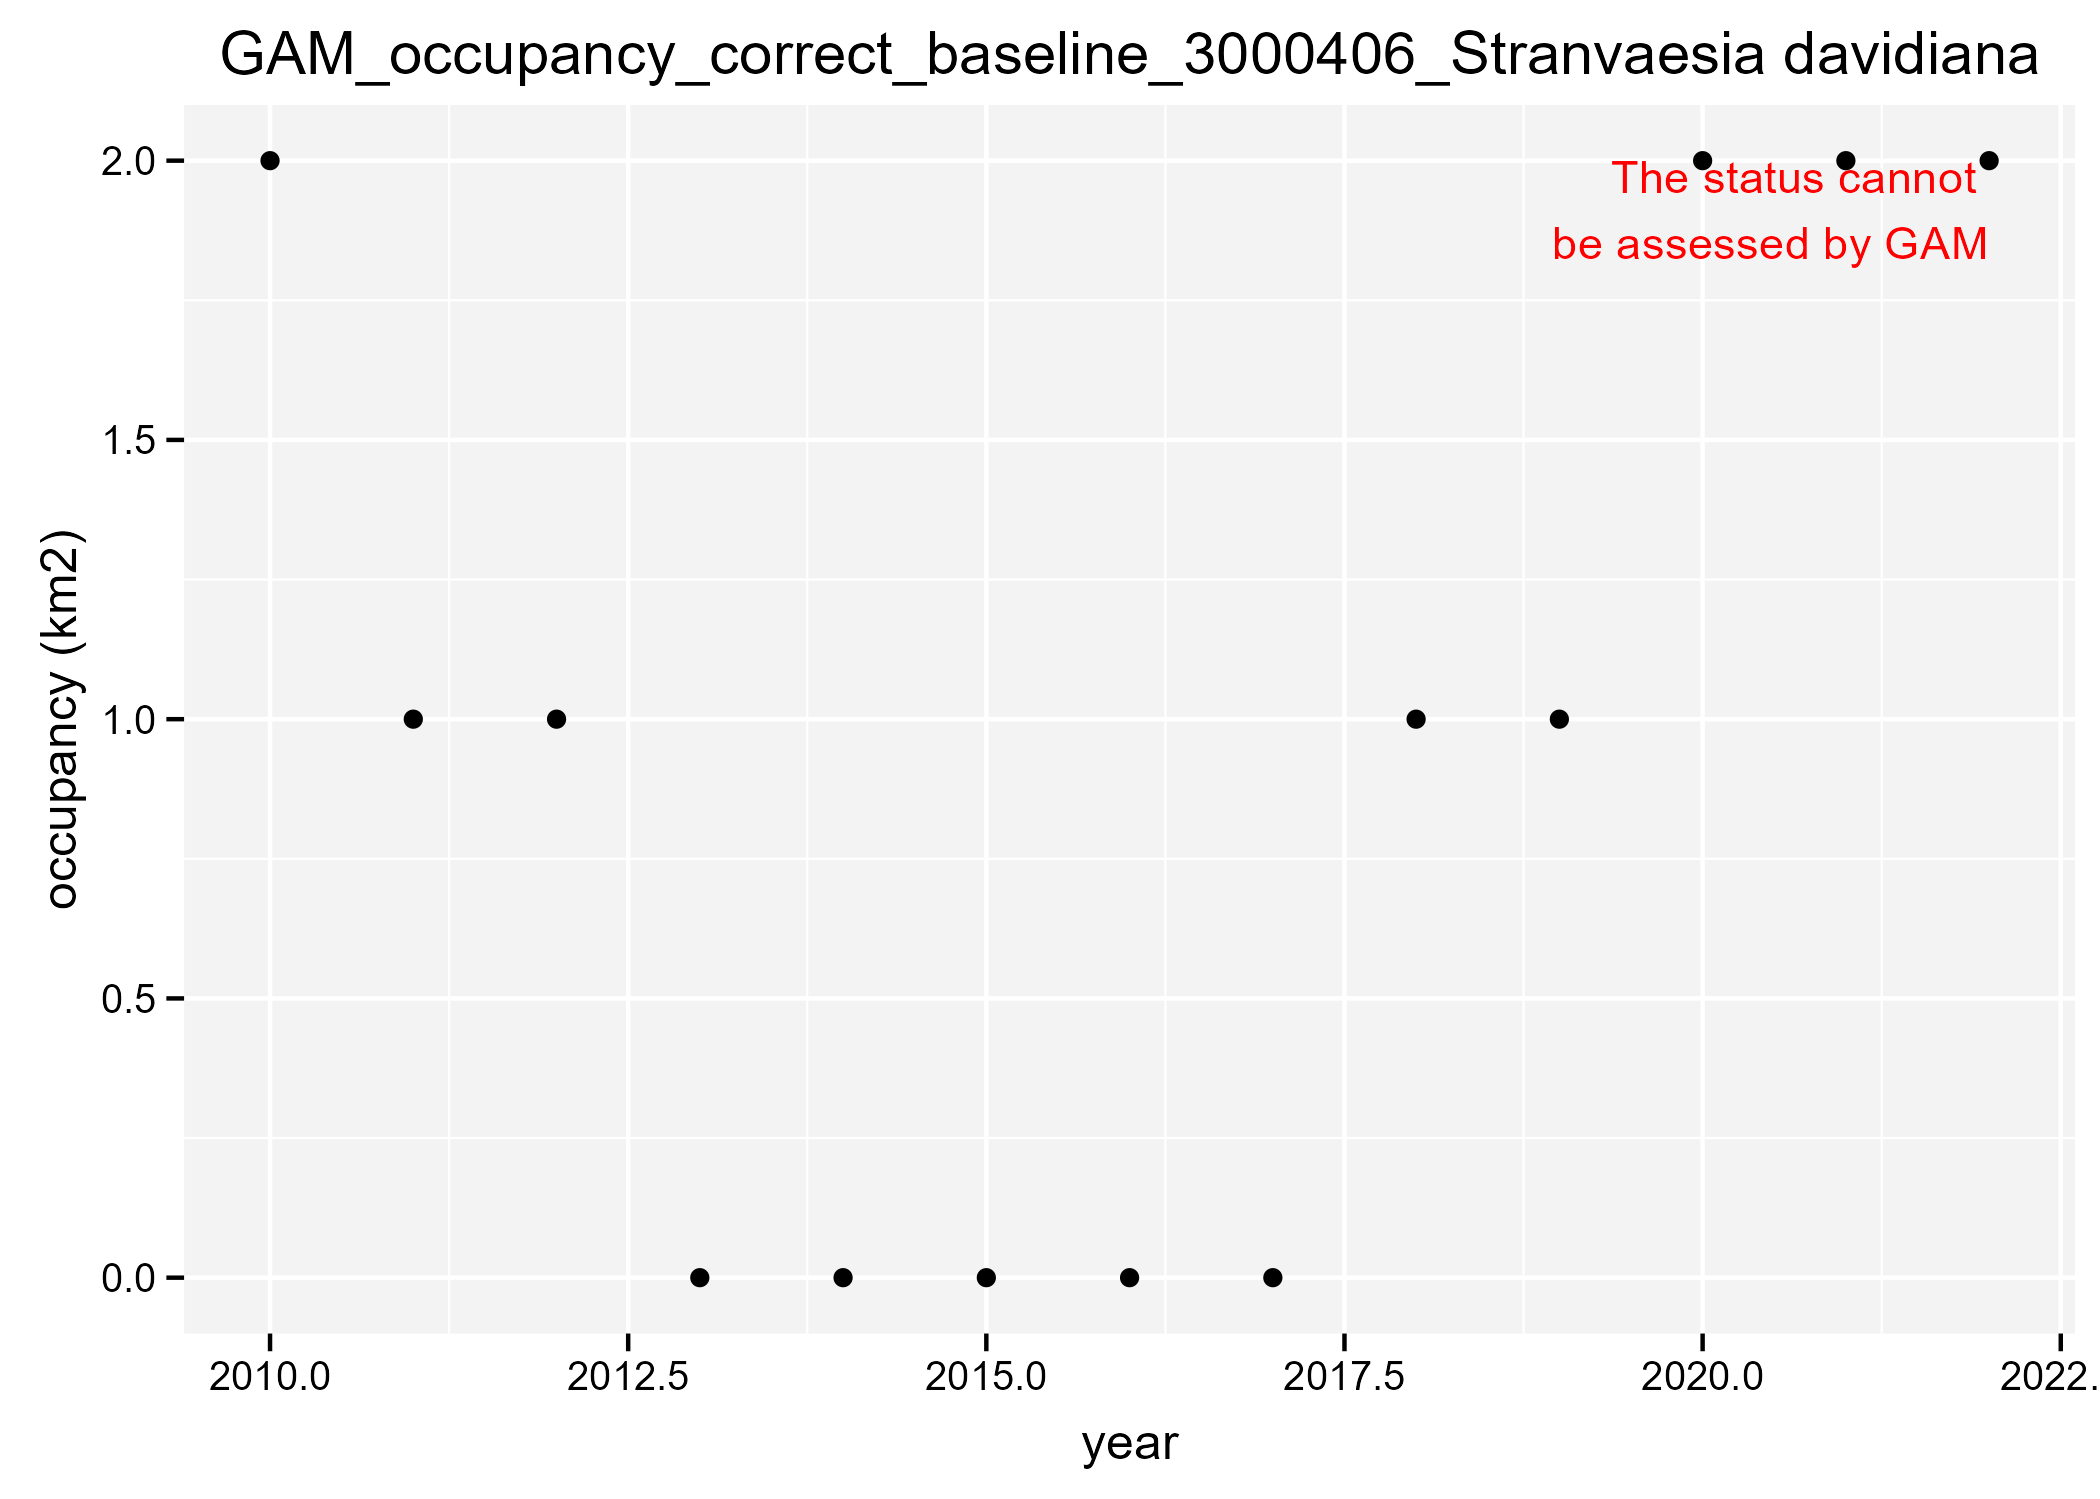 GAM_occupancy_correct_baseline_3000406_Stranvaesia davidiana
2.0
The status cannot
be assessed by GAM
1.5
occupancy (km2)
1.0
0.5
0.0
2010.0 2012.5 2015.0 2017.5 2020.0 2022.
year